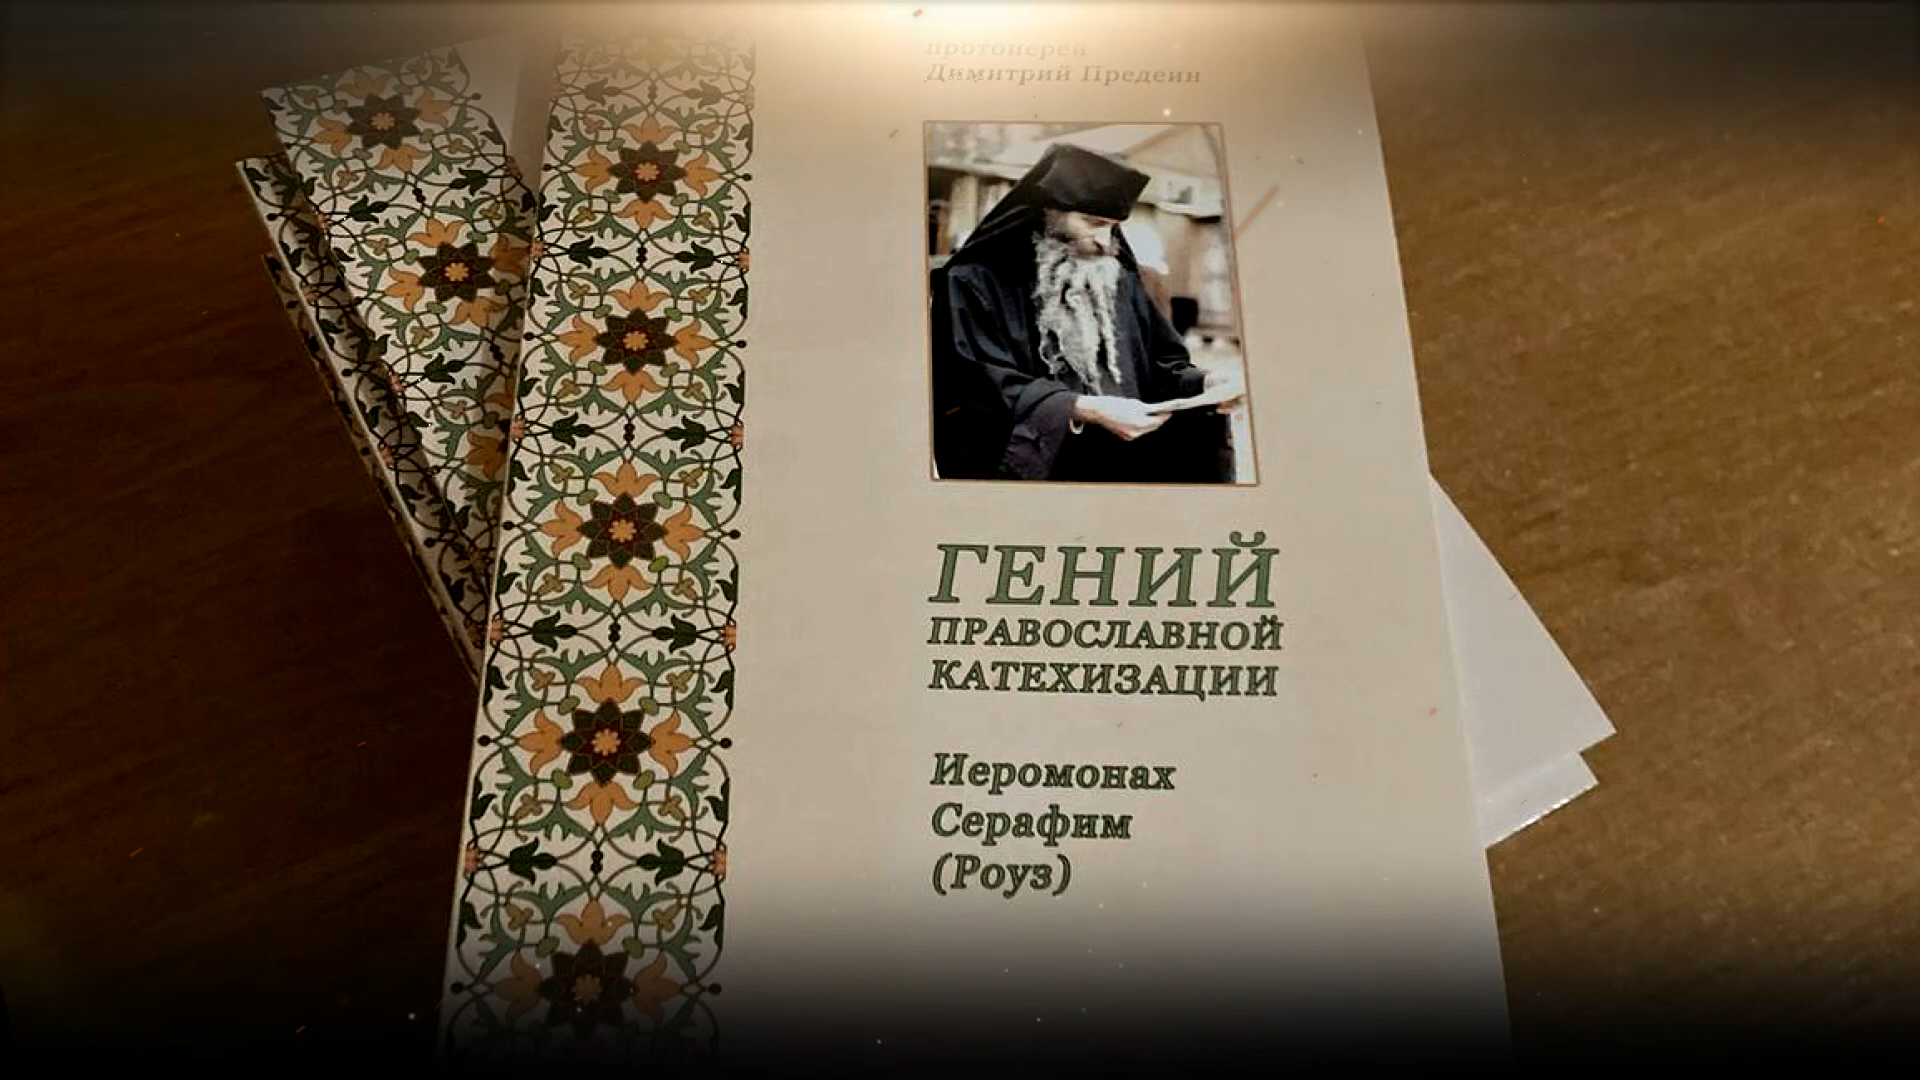 протоиерей
Димитрий Предеин
ГЕНИЙ
ПРАВОСЛАВНОЙ
КАТЕХИЗАЦИИ
Иеромонах
Серафим
(Роуз)